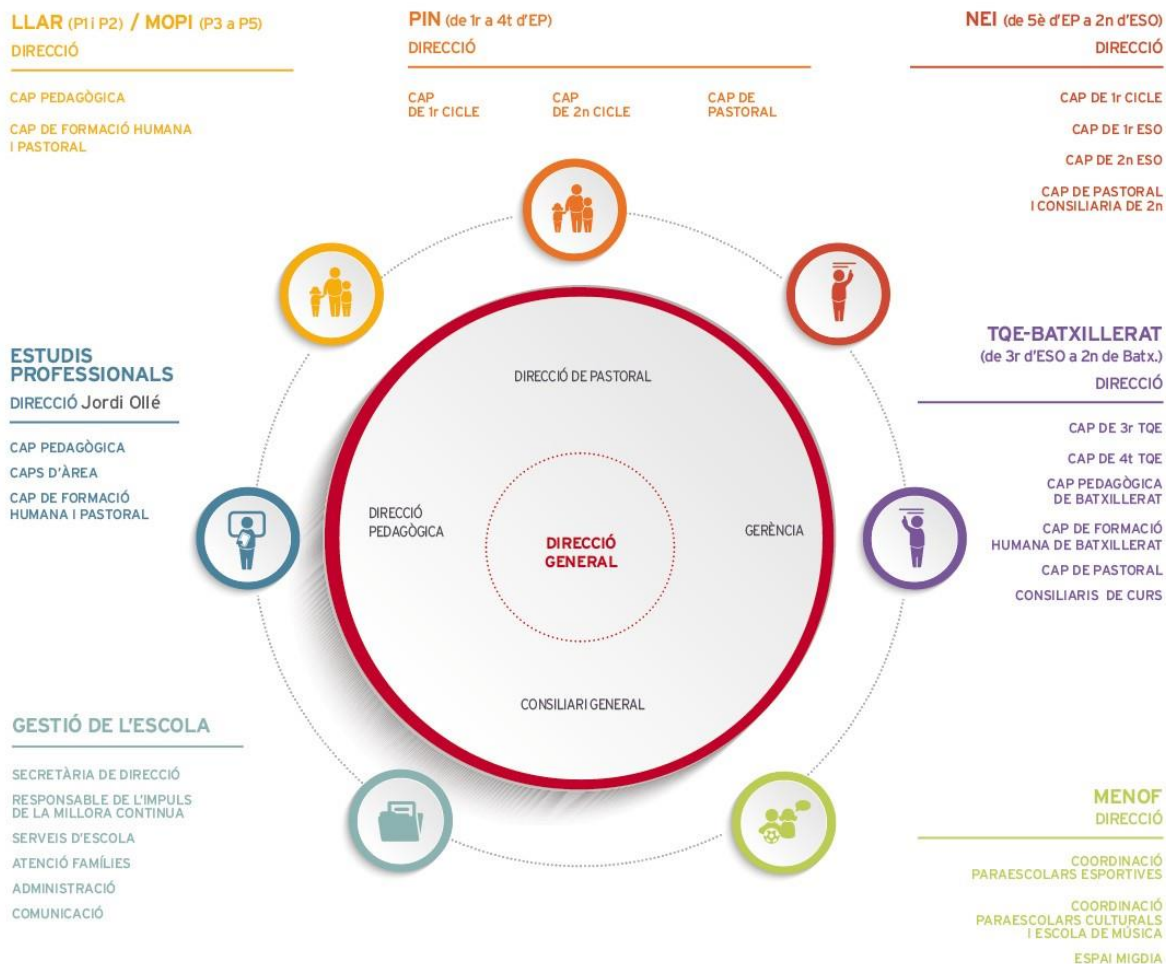 LLAR (P1 i P2) / MOPI (P3 a P5)
DIRECCIÓ
CAP PEDAGÒGICA
CAP DE FORMACIÓ HUMANA
I PASTORAL
PIN (de 1r a 4t d'EP)
DIRECCIÓ
CAP
DE 1r CICLE
CAP
DE 2n CICLE
CAP DE
PASTORAL
NEI (de 5è d'EP a 2n d'ESO)
DIRECCIÓ
CAP DE 1r CICLE
CAP DE 1r ESO
CAP DE 2n ESO
CAP DE PASTORAL
I CONSILIARIA DE 2n
ESTUDIS
PROFESSIONALS
DIRECCIÓ Jordi Ollé
CAP PEDAGÒGICA
CAPS D'ÀREA
CAP DE FORMACIÓ
HUMANA I PASTORAL
DIRECCIÓ DE PASTORAL
DIRECCIÓ
PEDAGÒGICA
DIRECCIÓ
GENERAL
GERÈNCIA
CONSILIARI GENERAL
TQE-BATXILLERAT
(de 3r d'ESO a 2n de Batx.)
DIRECCIÓ
CAP DE 3r TQE
CAP DE 4t TQE
CAP PEDAGÒGICA
DE BATXILLERAT
CAP DE FORMACIÓ
HUMANA DE BATXILLERAT
CAP DE PASTORAL
CONSILIARIS DE CURS
GESTIÓ DE L'ESCOLA
SECRETÀRIA DE DIRECCIÓ
RESPONSABLE DE L'IMPULS
DE LA MILLORA CONTINUA
SERVEIS D'ESCOLA
ATENCIÓ FAMÍLIES
ADMINISTRACIÓ
COMUNICACIÓ
MENOF
DIRECCIÓ
COORDINACIÓ
PARAESCOLARS ESPORTIVES
COORDINACIÓ
PARAESCOLARS CULTURALS
I ESCOLA DE MÚSICA
ESPAI MIGDIA